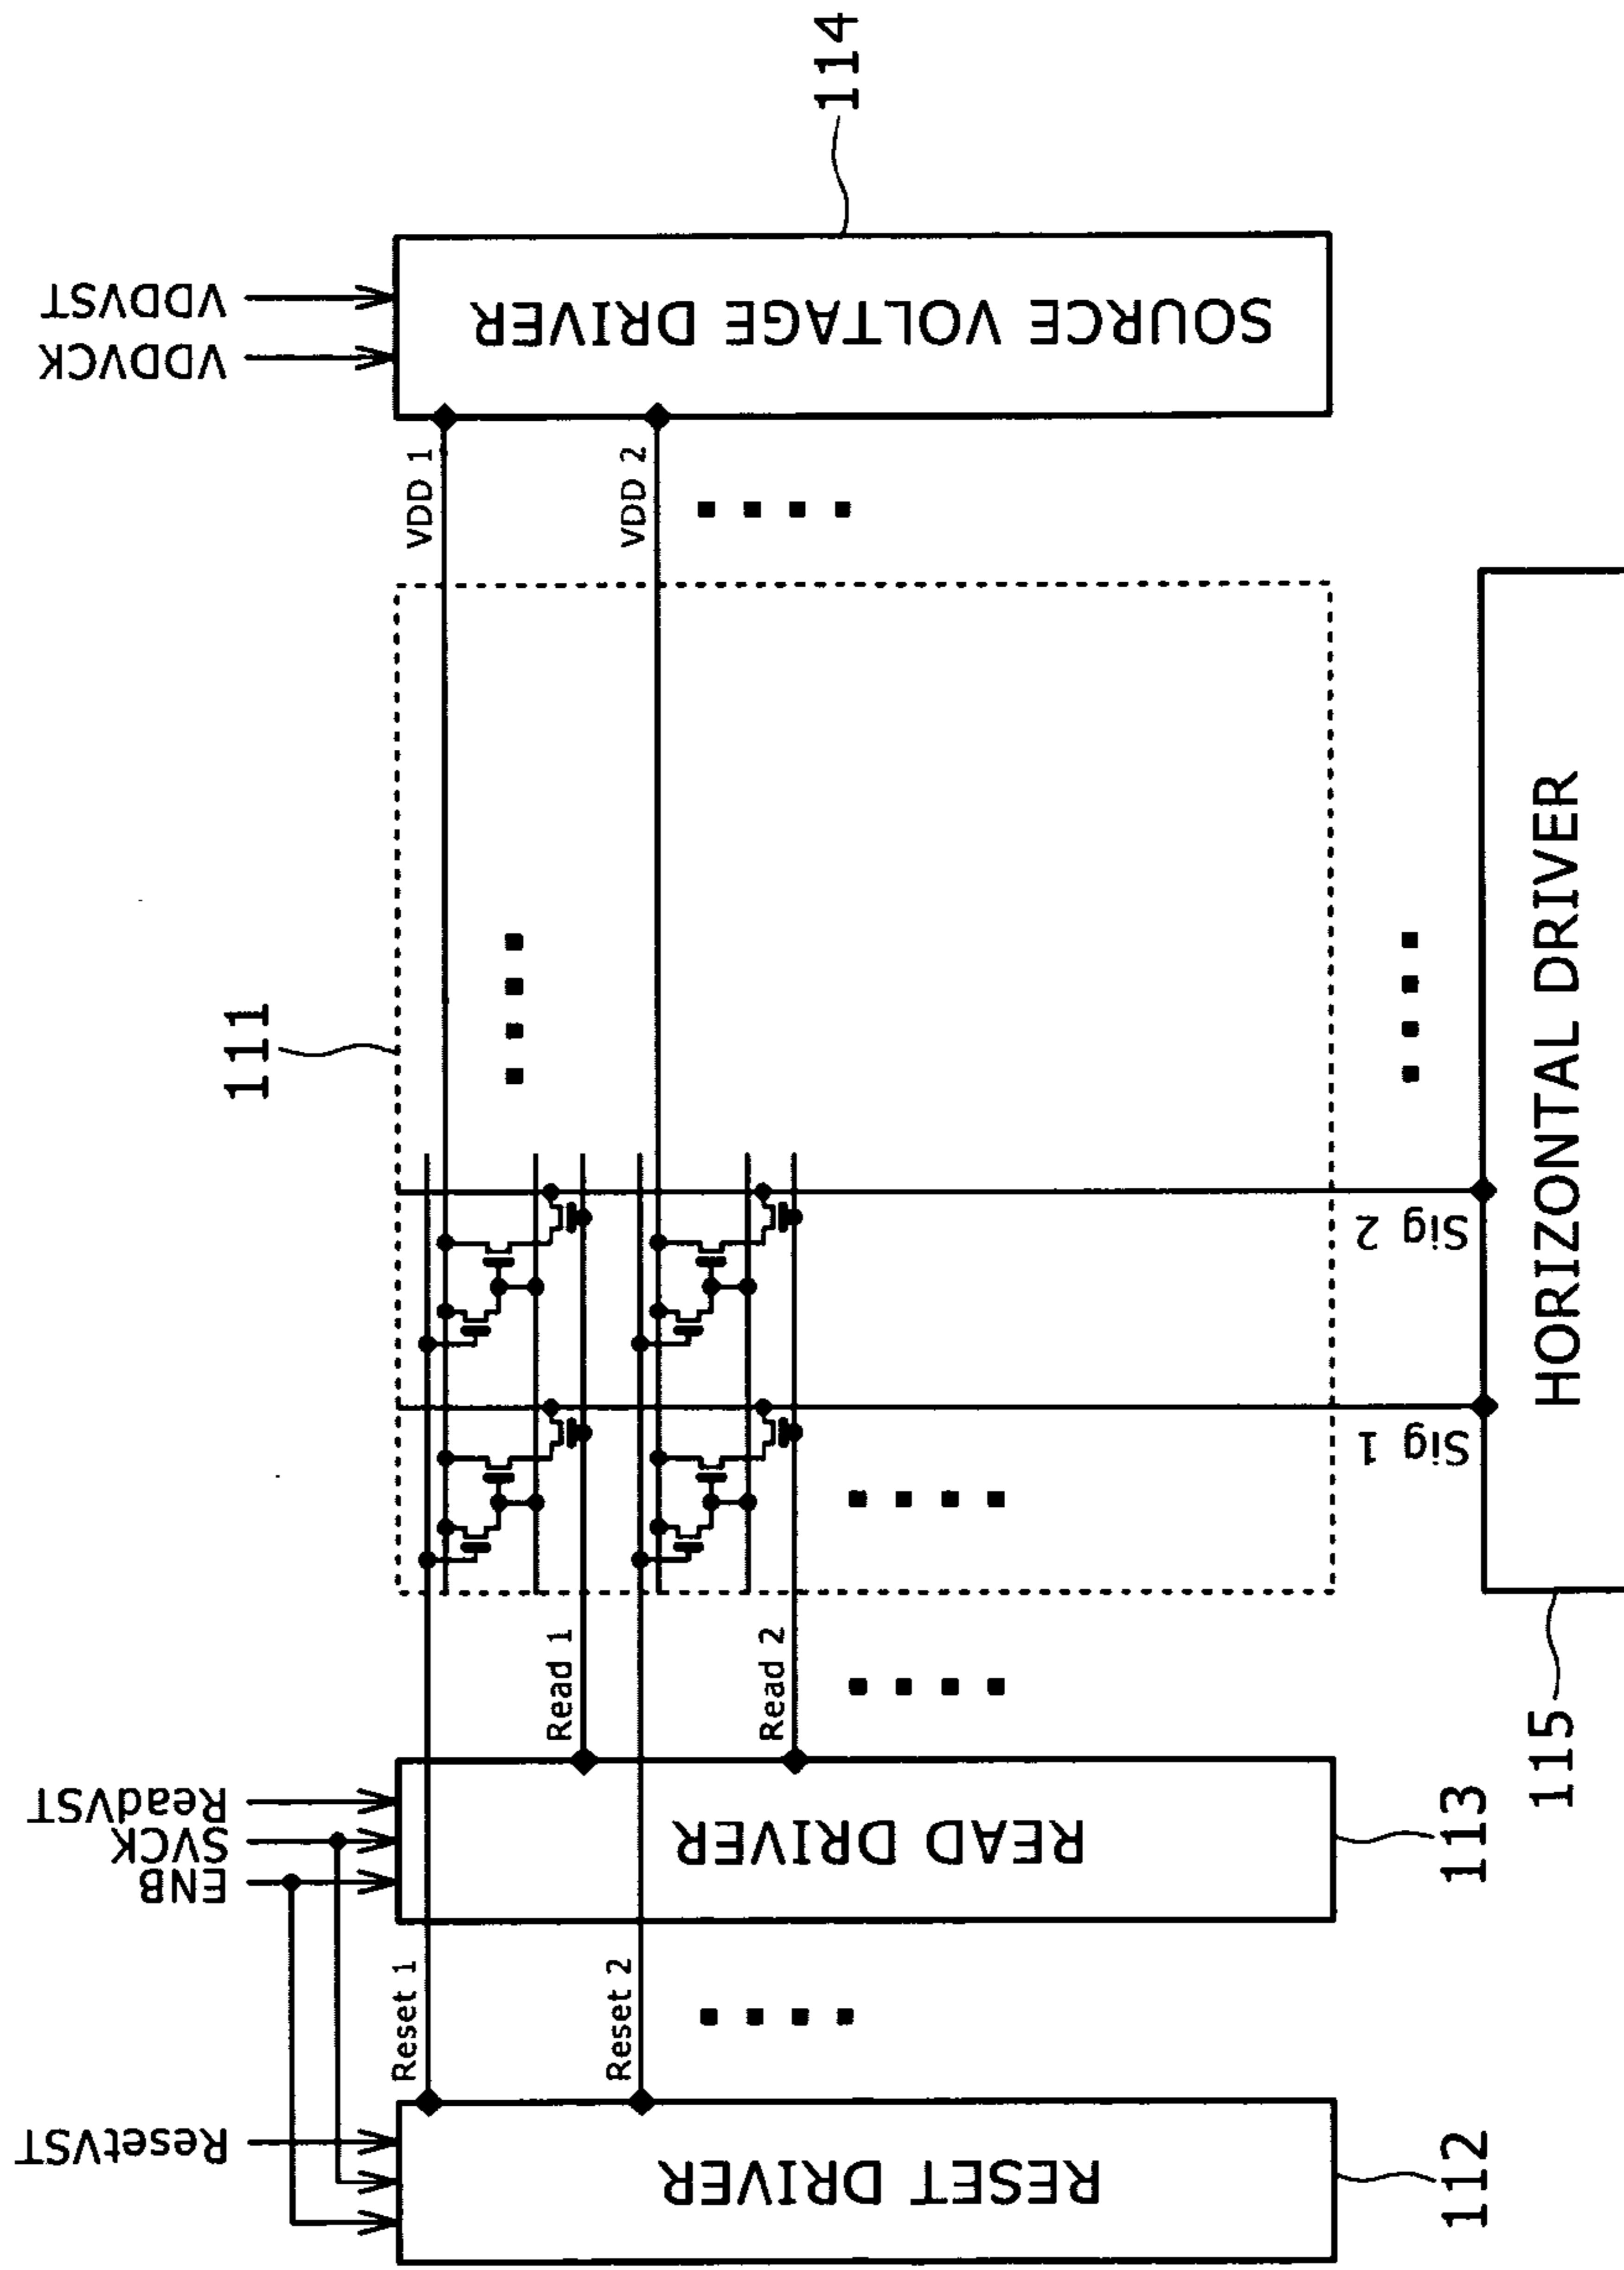 111
ResetVST
ENB
SVCK
ReadVST
VDDVCK
VDDVST
Reset 1
Reset 2
Read 1
Read 2
VDD 1
VDD 2
RESET DRIVER
READ DRIVER
SOURCE VOLTAGE DRIVER
114
Sig 1
Sig 2
112
113
115
HORIZONTAL DRIVER